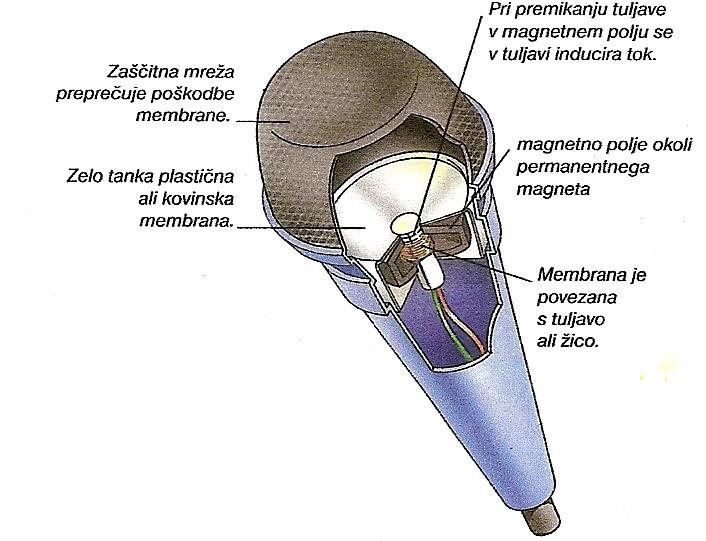 Pri premikanju tuljave
v magnetnem polju se
v tuljavi inducira tok.
Zaščitna mreža
preprečuje poškodbe
membrane.
magnetno polje okoli
permanentnega
magneta
Zelo tanka plastična
ali kovinska
membrana.
Membrana je
povezana
s tuljavo
ali žico.